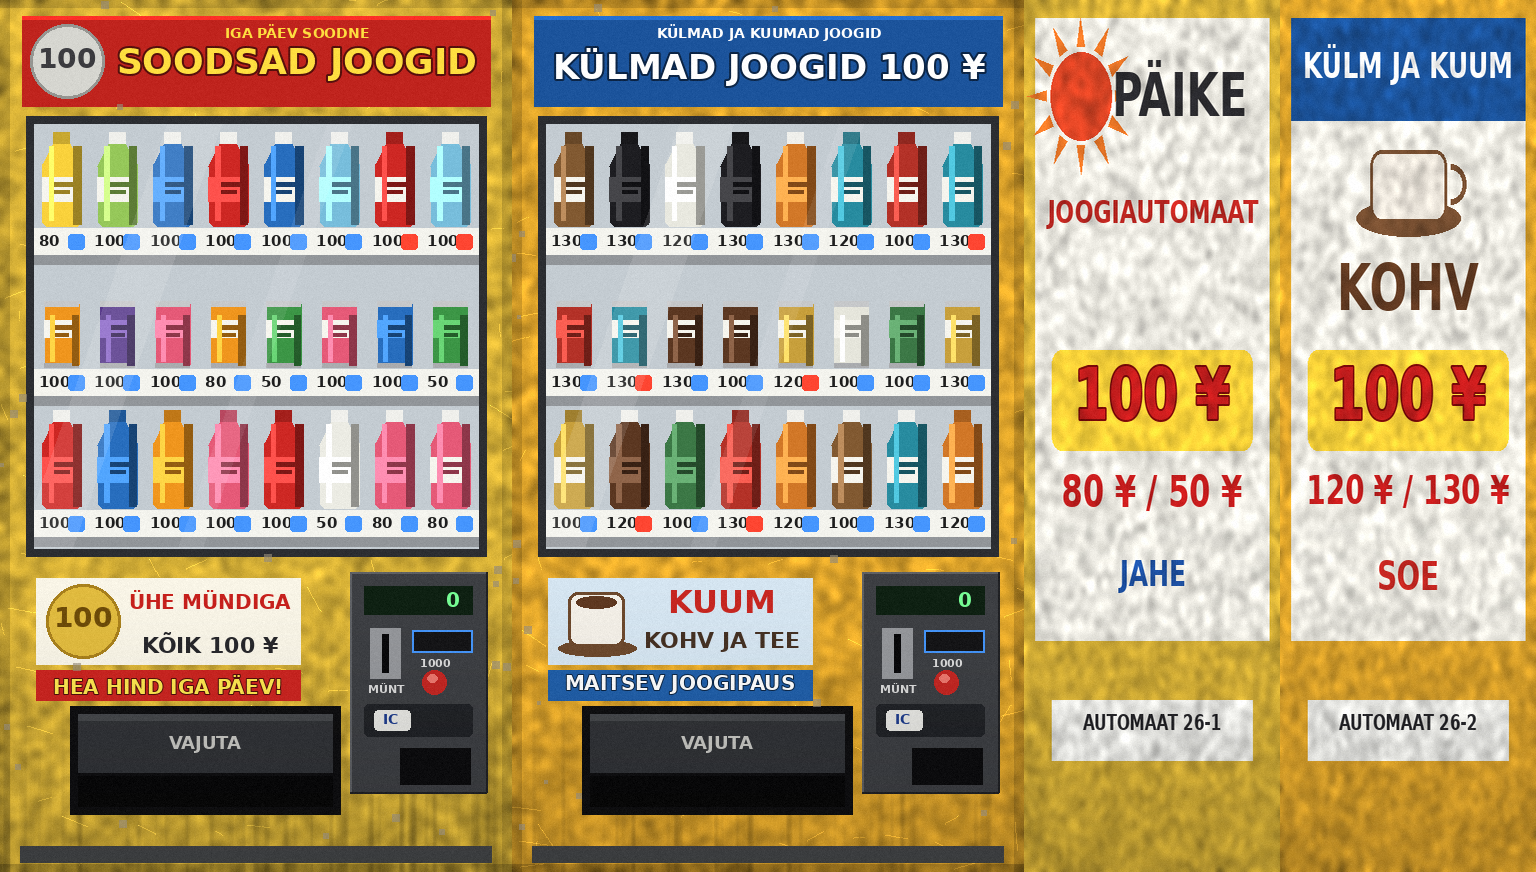 IGA PÄEV SOODNE
100
SOODSAD JOOGID
80 100 100 100 100 100 100 100
100 100 100 80 50 100 100 50
100 100 100 100 100 50 80 80
100
ÜHE MÜNDIGA
KÕIK 100 ¥
HEA HIND IGA PÄEV!
0
1000
MÜNT
IC
VAJUTA
KÜLMAD JA KUUMAD JOOGID
KÜLMAD JOOGID 100 ¥
130 130 120 130 130 120 100 130
130 130 130 100 120 100 100 130
100 120 100 130 120 100 130 120
KUUM
KOHV JA TEE
MAITSEV JOOGIPAUS
0
1000
MÜNT
IC
VAJUTA
PÄIKE
JOOGIAUTOMAAT
100 ¥
80 ¥ / 50 ¥
JAHE
AUTOMAAT 26-1
KÜLM JA KUUM
KOHV
100 ¥
120 ¥ / 130 ¥
SOE
AUTOMAAT 26-2